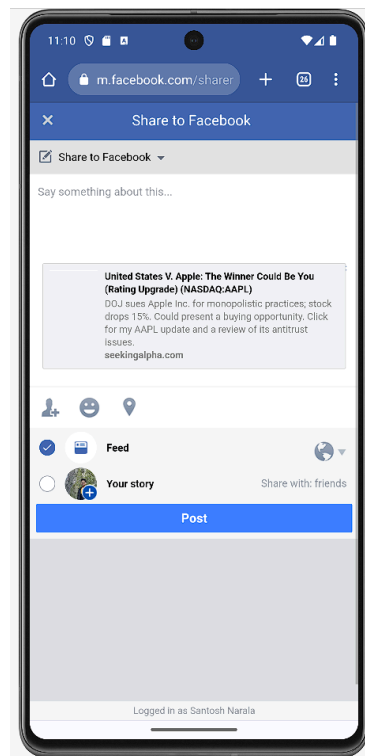 11:10
m.facebook.com/sharer
26
Share to Facebook
Share to Facebook
Say something about this...
United States V. Apple: The Winner Could Be You
(Rating Upgrade) (NASDAQ:AAPL)
DOJ sues Apple Inc. for monopolistic practices; stock
drops 15%. Could present a buying opportunity. Click
for my AAPL update and a review of its antitrust
issues.
seekingalpha.com
Feed
Your story Share with: friends
Post
Logged in as Santosh Narala